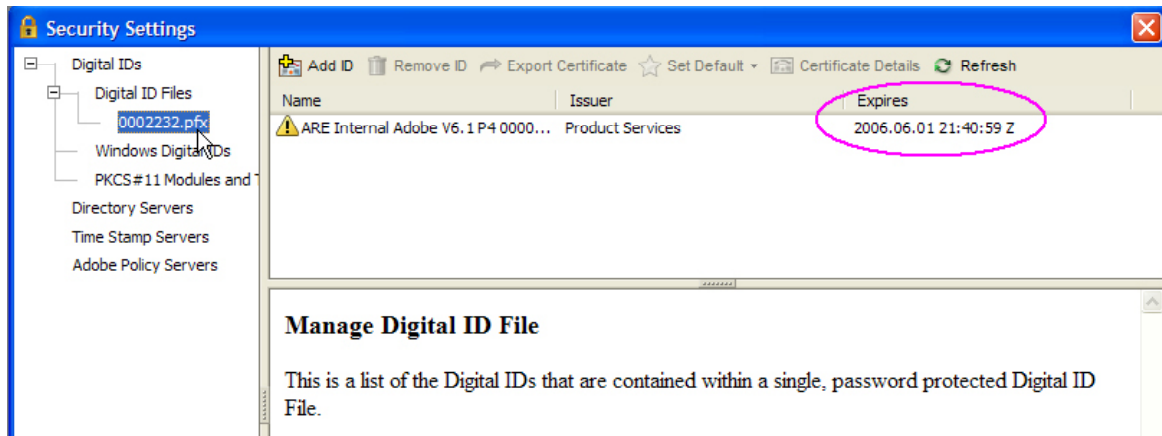 Security Settings
Digital IDs
Digital ID Files
0002232.pfx
Windows Digital IDs
PKCS#11 Modules and T
Directory Servers
Time Stamp Servers
Adobe Policy Servers
Add ID Remove ID Export Certificate Set Default Certificate Details Refresh
Name Issuer Expires
ARE Internal Adobe V6.1 P4 0000... Product Services 2006.06.01 21:40:59 Z
Manage Digital ID File
This is a list of the Digital IDs that are contained within a single, password protected Digital ID
File.